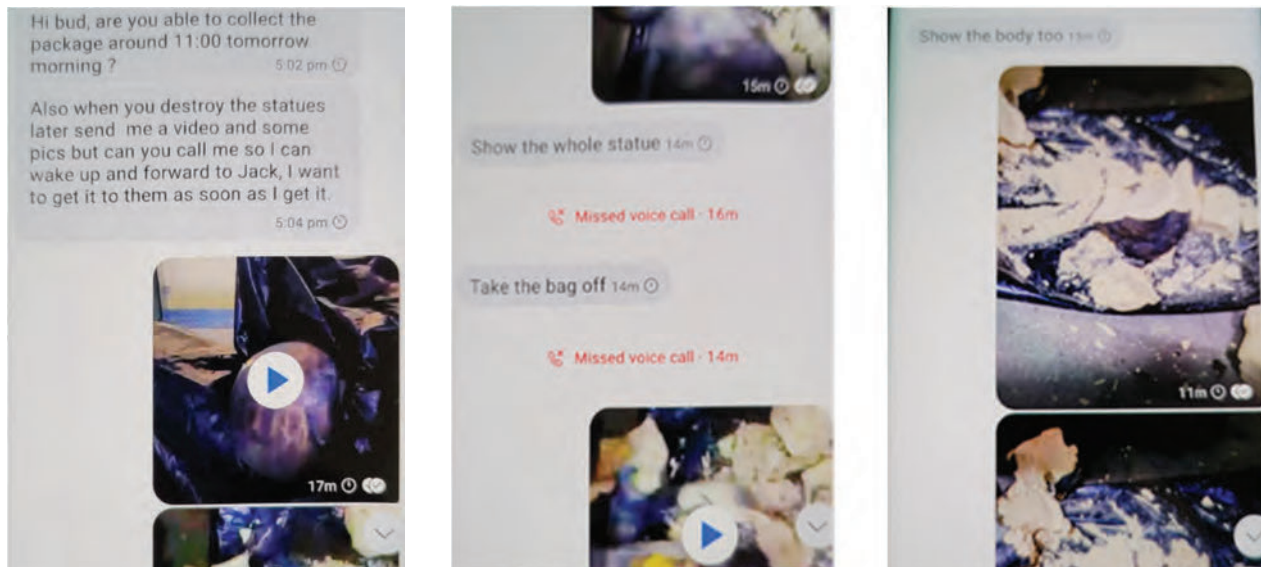 Hi bud, are you able to collect the
package around 11:00 tomorrow
morning ?
5:02 pm
Also when you destroy the statues
later send me a video and some
pics but can you call me so I can
wake up and forward to Jack, I want
to get it to them as soon as I get it.
5:04 pm
17m
15m
Show the whole statue 14m
Missed voice call · 16m
Take the bag off 14m
Missed voice call · 14m
Show the body too
11m